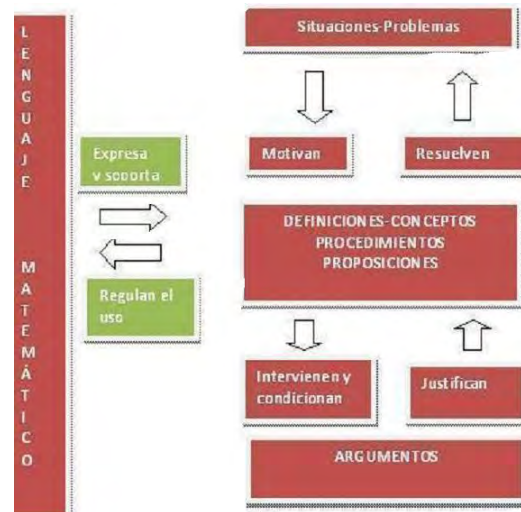 LENGUAJE MATEMÁTICO
Situaciones-Problemas
Expresa
y soporta
Motivan
Resuelven
DEFINICIONES-CONCEPTOS
PROCEDIMIENTOS
PROPOSICIONES
Regulan el
uso
Intervienen y
condicionan
Justifican
ARGUMENTOS